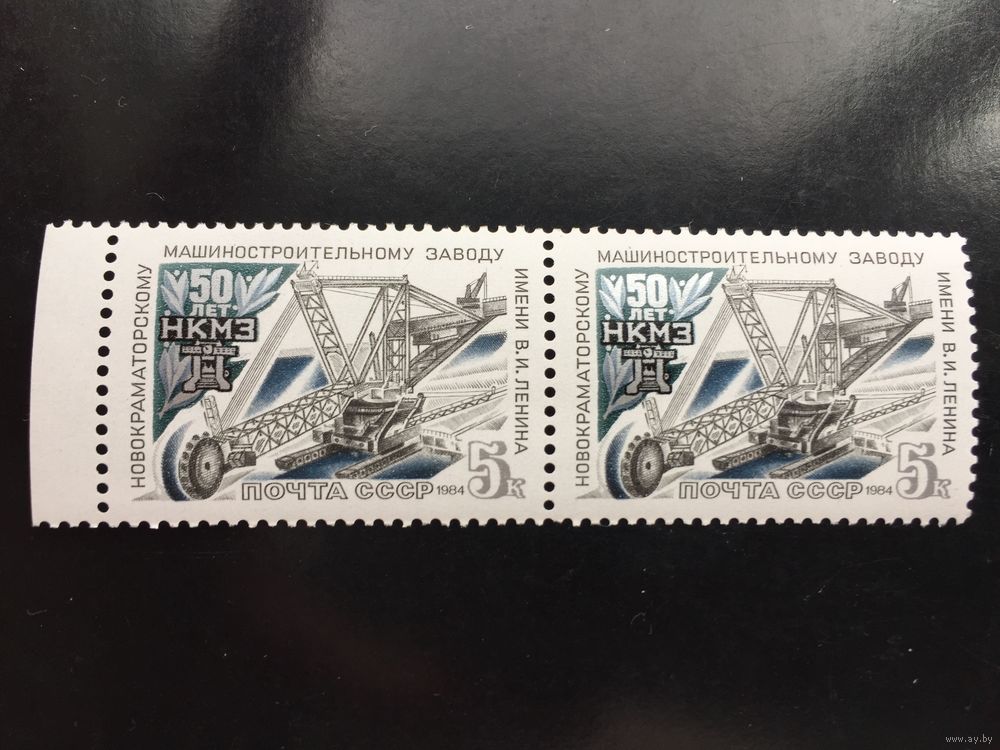 НОВОКРАМАТОРСКОМУ
МАШИНОСТРОИТЕЛЬНОМУ ЗАВОДУ
ИМЕНИ В.И.ЛЕНИНА
50
ЛЕТ
НКМЗ
ПОЧТА СССР 1984 5к
НОВОКРАМАТОРСКОМУ
МАШИНОСТРОИТЕЛЬНОМУ ЗАВОДУ
ИМЕНИ В.И.ЛЕНИНА
50
ЛЕТ
НКМЗ
ПОЧТА СССР 1984 5к
www.ay.by